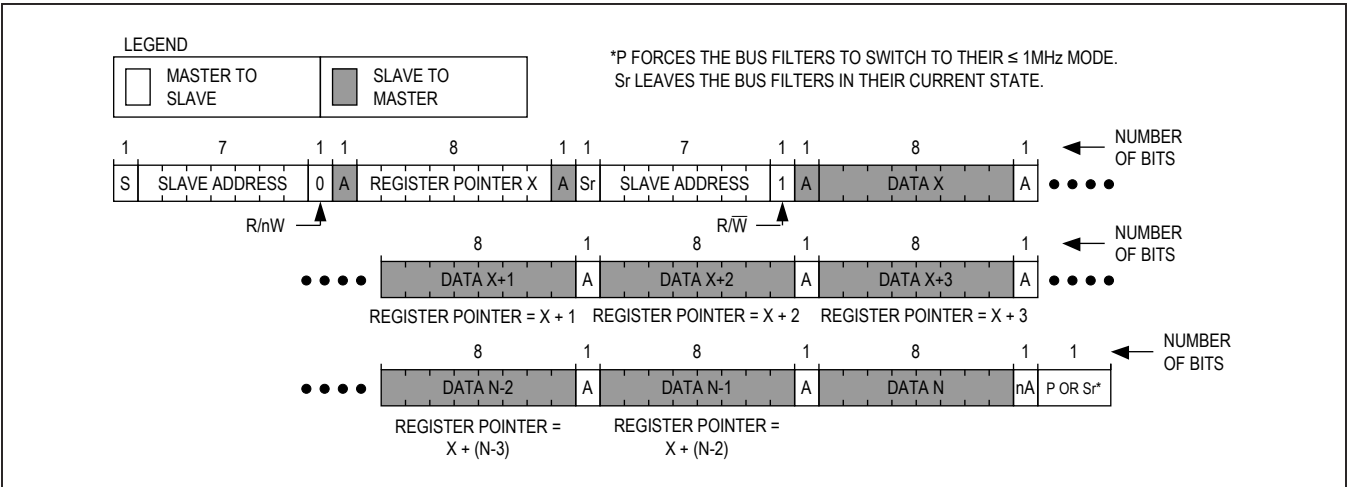 LEGEND
MASTER TO
SLAVE
SLAVE TO
MASTER
*P FORCES THE BUS FILTERS TO SWITCH TO THEIR ≤ 1MHz MODE.
Sr LEAVES THE BUS FILTERS IN THEIR CURRENT STATE.
1 7 1 1 8 1 1 7 1 1 8 1 NUMBER
OF BITS
S SLAVE ADDRESS 0 A REGISTER POINTER X A Sr SLAVE ADDRESS 1 A DATA X A
R/nW R/W̅
8 1 8 1 8 1 NUMBER
OF BITS
DATA X+1 A DATA X+2 A DATA X+3 A
REGISTER POINTER = X + 1 REGISTER POINTER = X + 2 REGISTER POINTER = X + 3
8 1 8 1 8 1 1 NUMBER
OF BITS
DATA N-2 A DATA N-1 A DATA N nA P OR Sr*
REGISTER POINTER =
X + (N-3)
REGISTER POINTER =
X + (N-2)